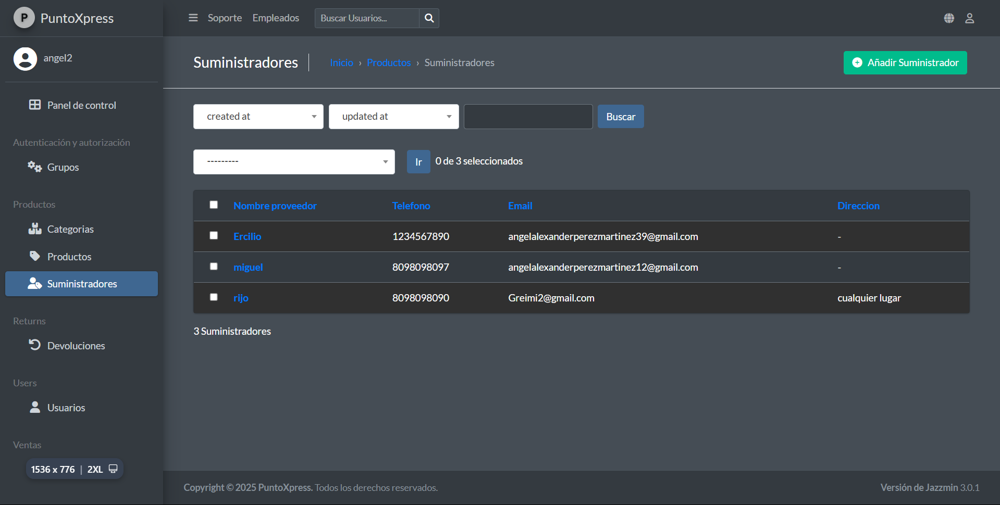 P PuntoXpress
Soporte Empleados Buscar Usuarios...
angel2
Suministradores Inicio › Productos › Suministradores Añadir Suministrador
Panel de control
created at updated at Buscar
Autenticación y autorización
Grupos
--------- Ir 0 de 3 seleccionados
Productos
Categorias
Productos
Suministradores
Nombre proveedor Telefono Email Direccion
Ercilio 1234567890 angelalexanderperezmartinez39@gmail.com -
miguel 8098098097 angelalexanderperezmartinez12@gmail.com -
rijo 8098098090 Greimi2@gmail.com cualquier lugar
3 Suministradores
Returns
Devoluciones
Users
Usuarios
Ventas
1536 x 776 | 2XL
Copyright © 2025 PuntoXpress. Todos los derechos reservados. Versión de Jazzmin 3.0.1